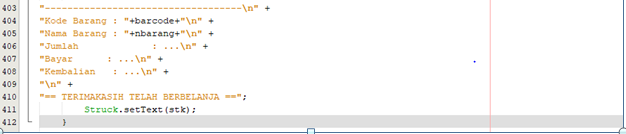 403 "----------------------------------\n" +
404 "Kode Barang : "+barcode+"\n" +
405 "Nama Barang : "+nbarang+"\n" +
406 "Jumlah             : ...\n" +
407 "Bayar      : ...\n" +
408 "Kembalian   : ...\n" +
409 "\n" +
410 "== TERIMAKASIH TELAH BERBELANJA ==";
411         Struck.setText(stk);
412     }